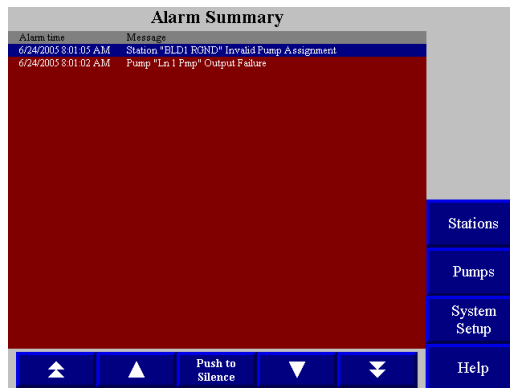 Alarm Summary
Alarm time Message
6/24/2005 8:01:05 AM Station "BLD1 RGND" Invalid Pump Assignment
6/24/2005 8:01:02 AM Pump "Ln 1 Pmp" Output Failure
Stations
Pumps
System
Setup
Push to
Silence
Help